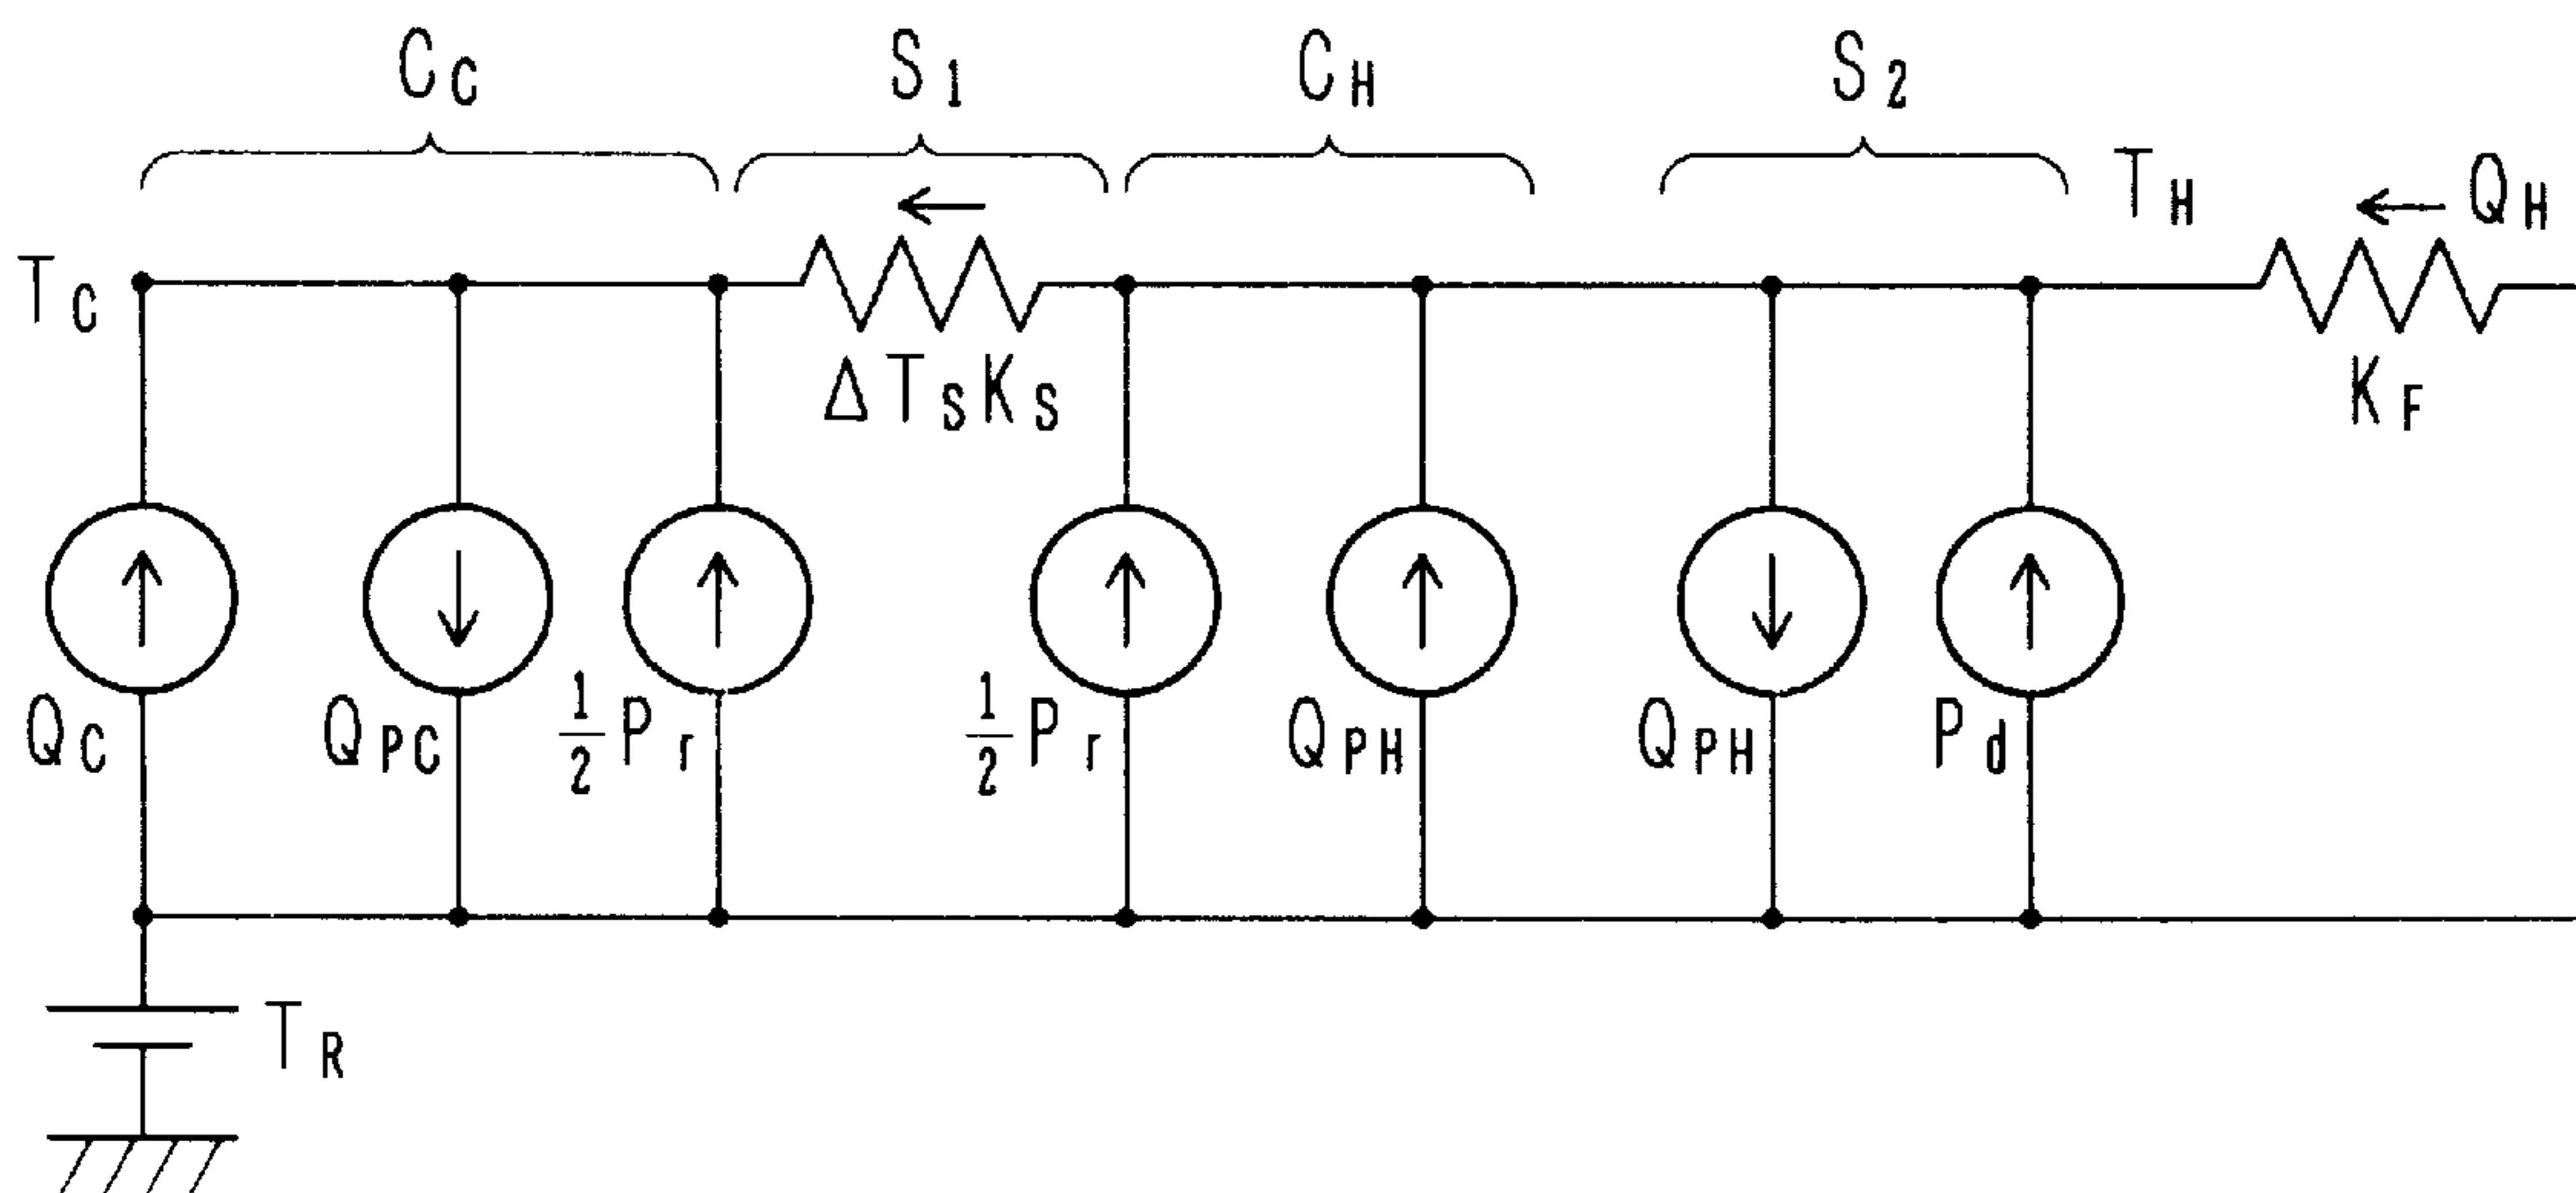 C_C S_1 C_H S_2
T_C T_H Q_H
ΔT_S K_S K_F
Q_C Q_PC 1/2 P_r 1/2 P_r Q_PH Q_PH P_d
T_R